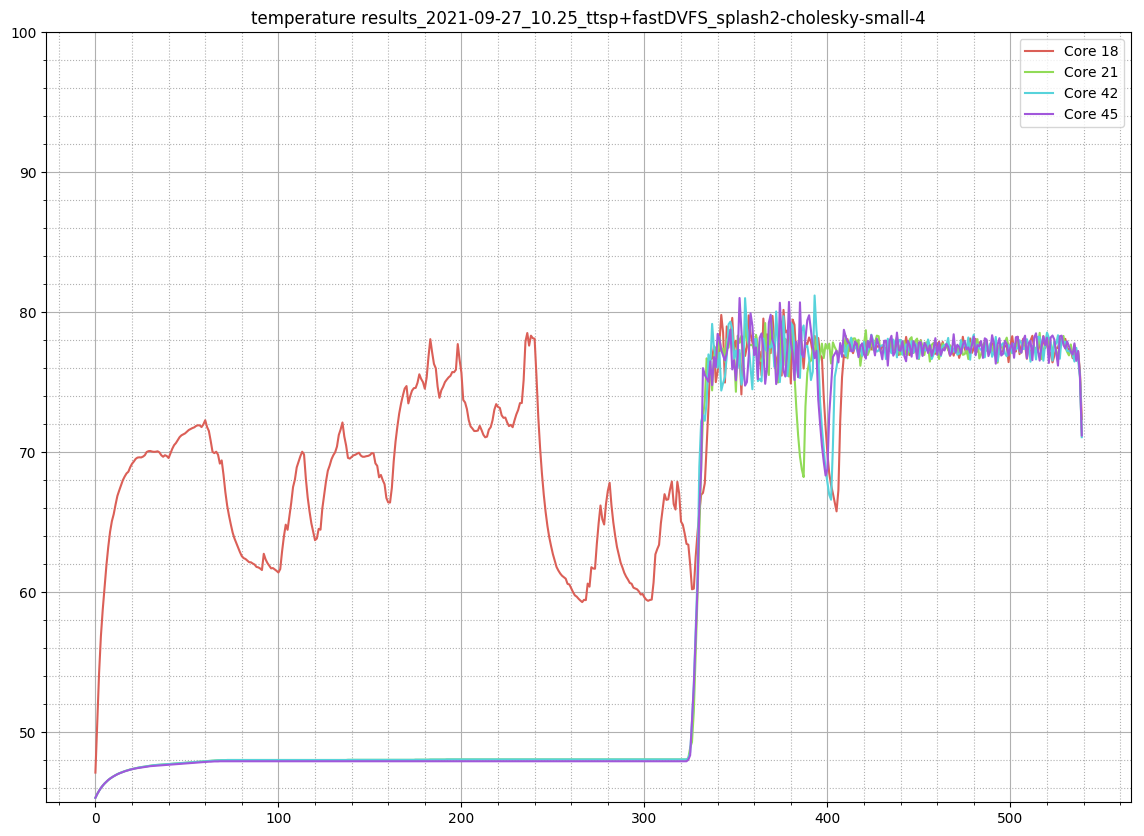 temperature results_2021-09-27_10.25_ttsp+fastDVFS_splash2-cholesky-small-4
100
90
80
70
60
50
0
100
200
300
400
500
Core 18
Core 21
Core 42
Core 45